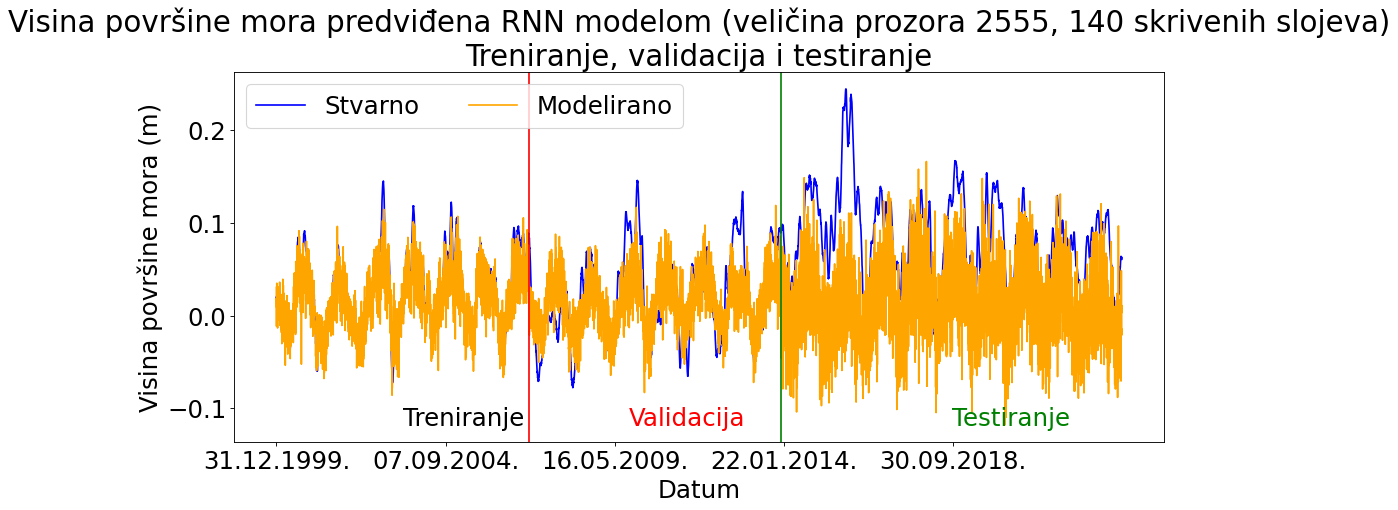 Visina površine mora predviđena RNN modelom (veličina prozora 2555, 140 skrivenih slojeva)
Treniranje, validacija i testiranje
Stvarno
Modelirano
Visina površine mora (m)
0.2
0.1
0.0
−0.1
Treniranje
Validacija
Testiranje
31.12.1999.
07.09.2004.
16.05.2009.
22.01.2014.
30.09.2018.
Datum